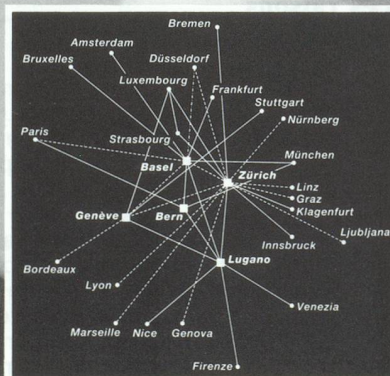 Bremen
Amsterdam
Bruxelles
Düsseldorf
Luxembourg
Frankfurt
Stuttgart
Nürnberg
Paris
Strasbourg
München
Basel
Zürich
Linz
Graz
Genève
Bern
Klagenfurt
Ljubljana
Innsbruck
Lugano
Bordeaux
Lyon
Venezia
Marseille
Nice
Genova
Firenze